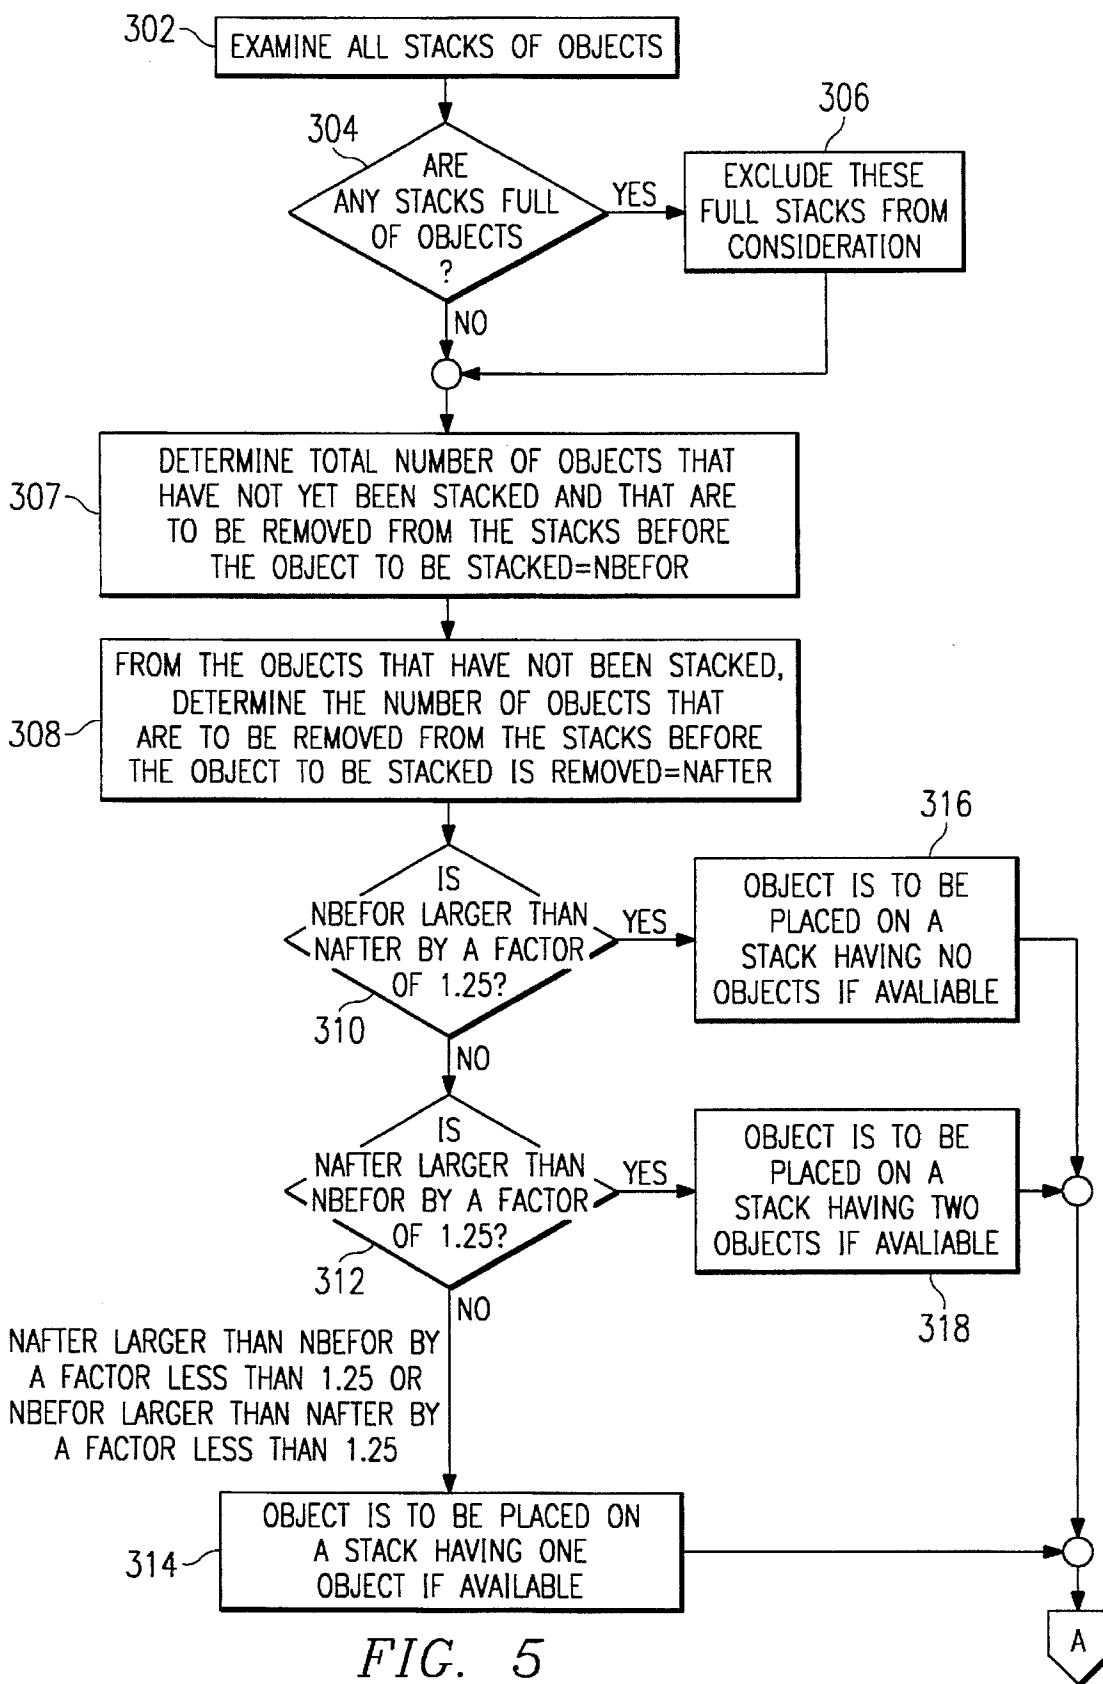 302
EXAMINE ALL STACKS OF OBJECTS
304
ARE
ANY STACKS FULL
OF OBJECTS
?
YES
306
EXCLUDE THESE
FULL STACKS FROM
CONSIDERATION
NO
307
DETERMINE TOTAL NUMBER OF OBJECTS THAT
HAVE NOT YET BEEN STACKED AND THAT ARE
TO BE REMOVED FROM THE STACKS BEFORE
THE OBJECT TO BE STACKED=NBEFOR
308
FROM THE OBJECTS THAT HAVE NOT BEEN STACKED,
DETERMINE THE NUMBER OF OBJECTS THAT
ARE TO BE REMOVED FROM THE STACKS BEFORE
THE OBJECT TO BE STACKED IS REMOVED=NAFTER
IS
NBEFOR LARGER THAN
NAFTER BY A FACTOR
OF 1.25?
310
YES
316
OBJECT IS TO BE
PLACED ON A
STACK HAVING NO
OBJECTS IF AVALIABLE
NO
IS
NAFTER LARGER THAN
NBEFOR BY A FACTOR
OF 1.25?
312
YES
OBJECT IS TO BE
PLACED ON A
STACK HAVING TWO
OBJECTS IF AVALIABLE
318
NO
NAFTER LARGER THAN NBEFOR BY
A FACTOR LESS THAN 1.25 OR
NBEFOR LARGER THAN NAFTER BY
A FACTOR LESS THAN 1.25
314
OBJECT IS TO BE PLACED ON
A STACK HAVING ONE
OBJECT IF AVAILABLE
A
FIG. 5